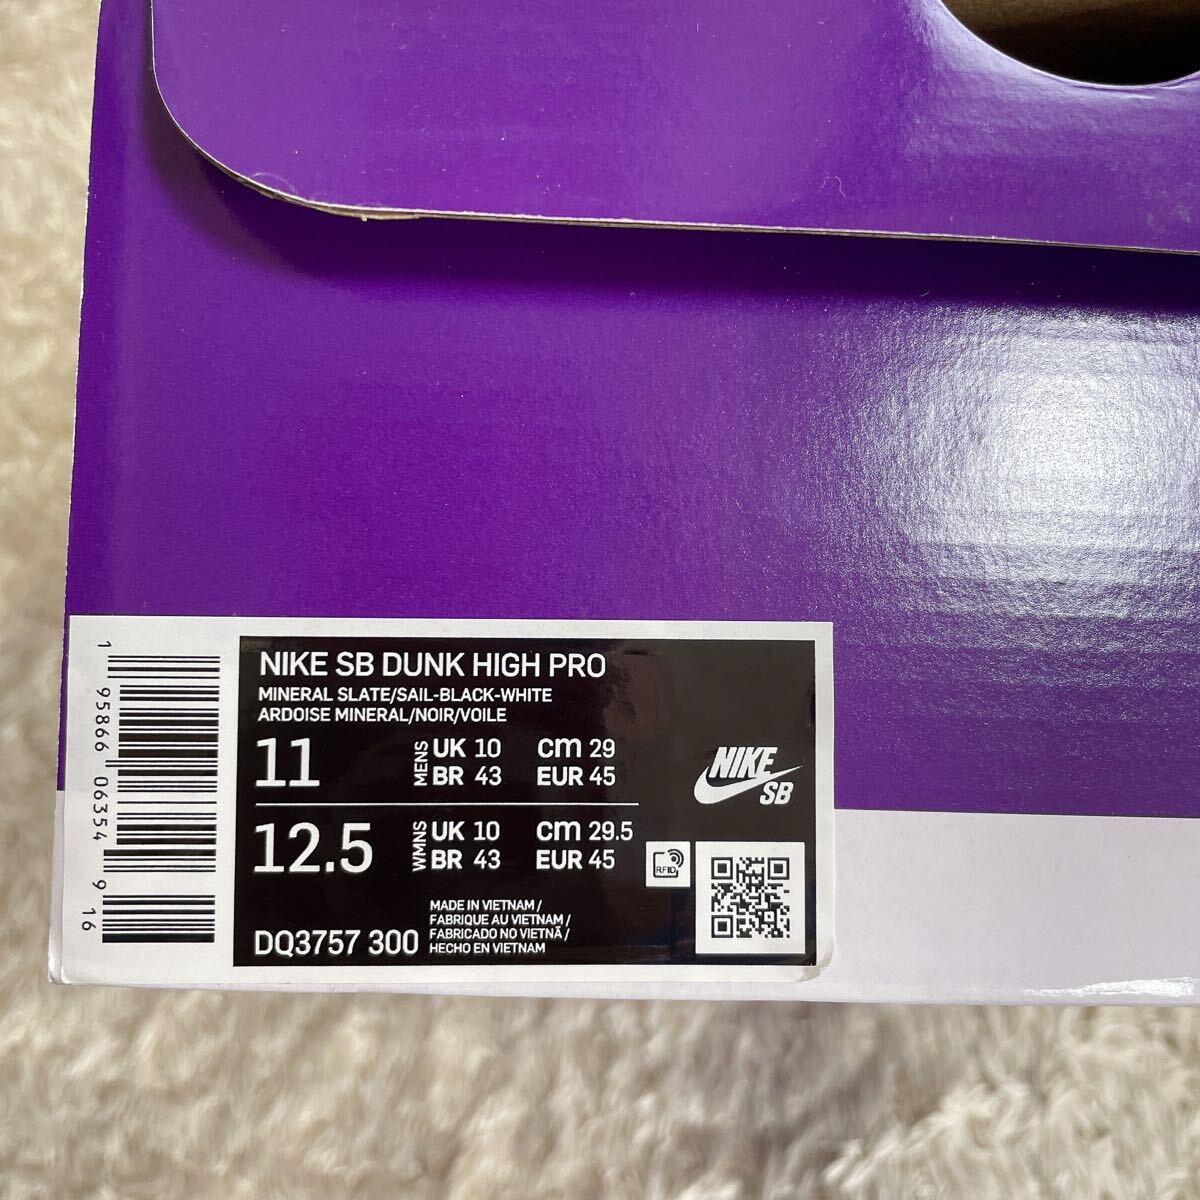 1 95866 06354 9 16
NIKE SB DUNK HIGH PRO
MINERAL SLATE/SAIL-BLACK-WHITE
ARDOISE MINERAL/NOIR/VOILE
11 MENS UK 10 cm 29
BR 43 EUR 45
12.5 WMNS UK 10 cm 29.5
BR 43 EUR 45
NIKE
SB
RFID
DQ3757 300
MADE IN VIETNAM /
FABRIQUE AU VIETNAM /
FABRICADO NO VIETNÃ /
HECHO EN VIETNAM